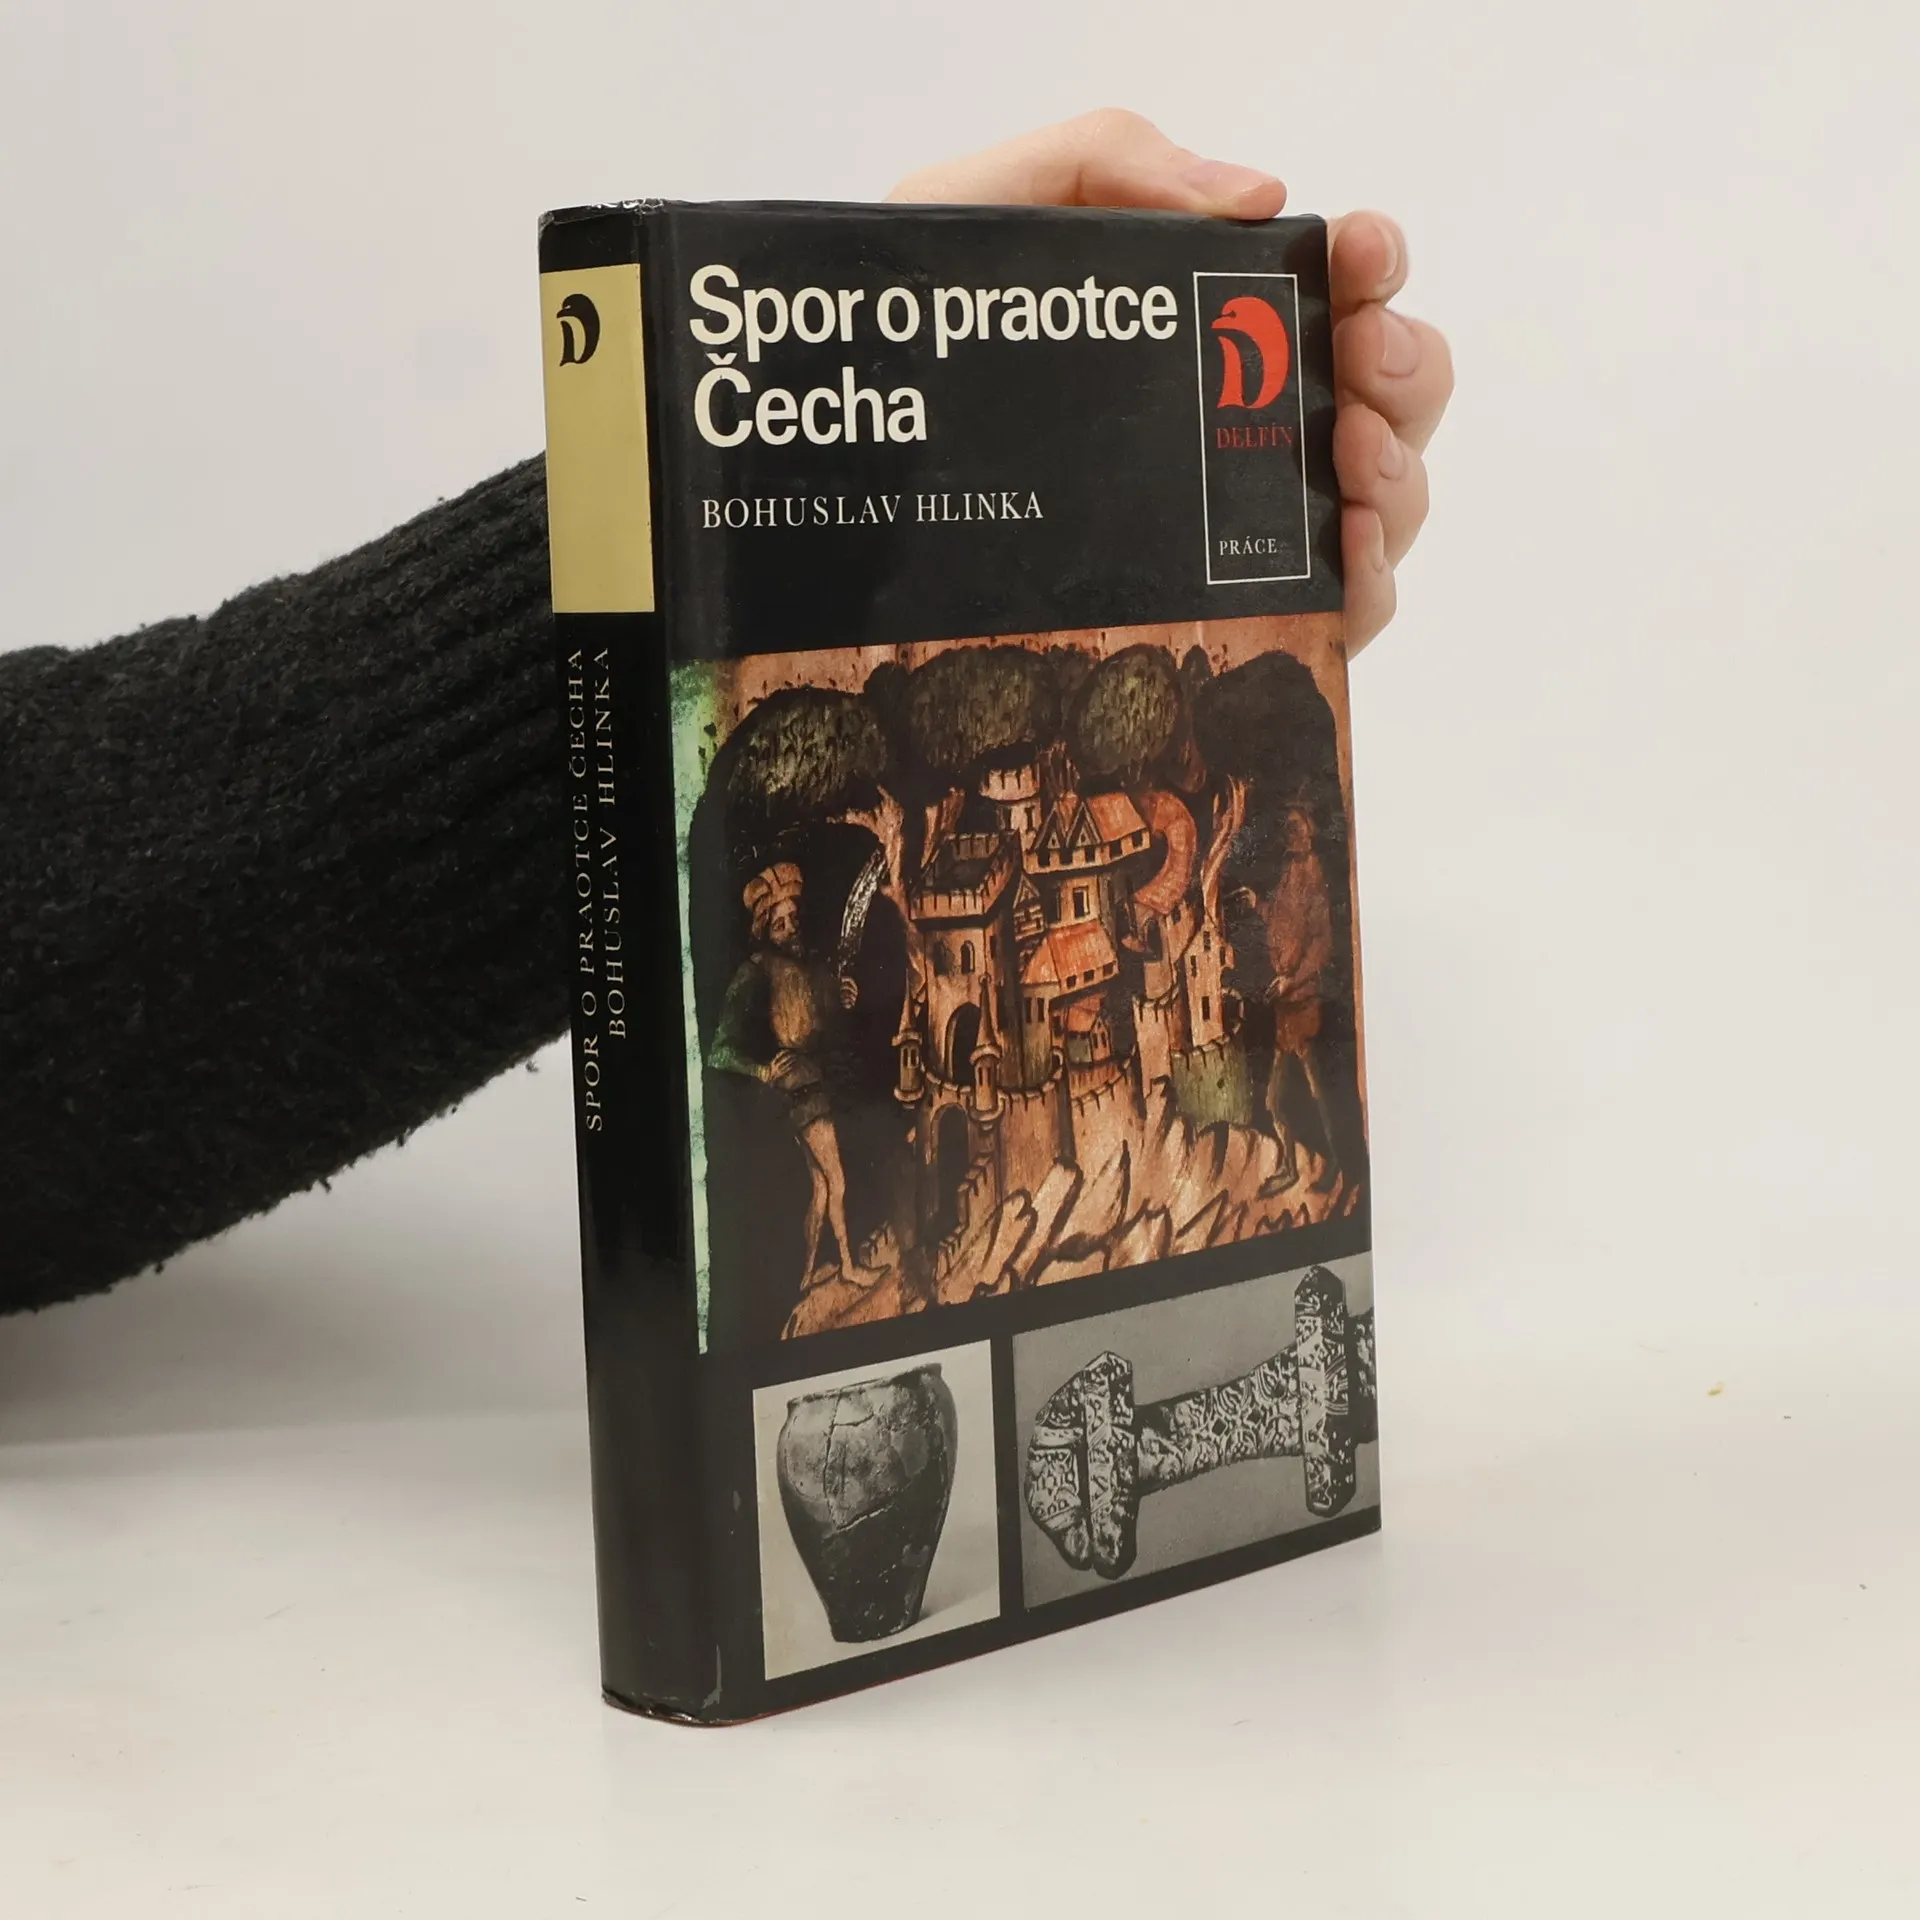 Spor o praotce
Čecha
BOHUSLAV HLINKA
D
DELFÍN
PRÁCE
D
SPOR O PRAOTCE ČECHA
BOHUSLAV HLINKA